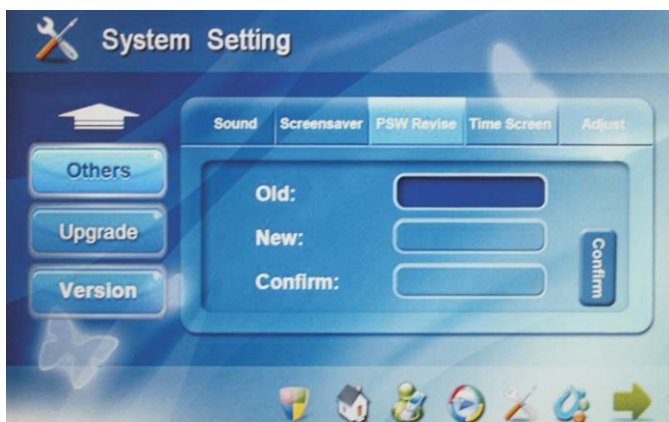 System Setting
Sound Screensaver PSW Revise Time Screen Adjust
Others
Upgrade
Version
Old:
New:
Confirm:
Confirm